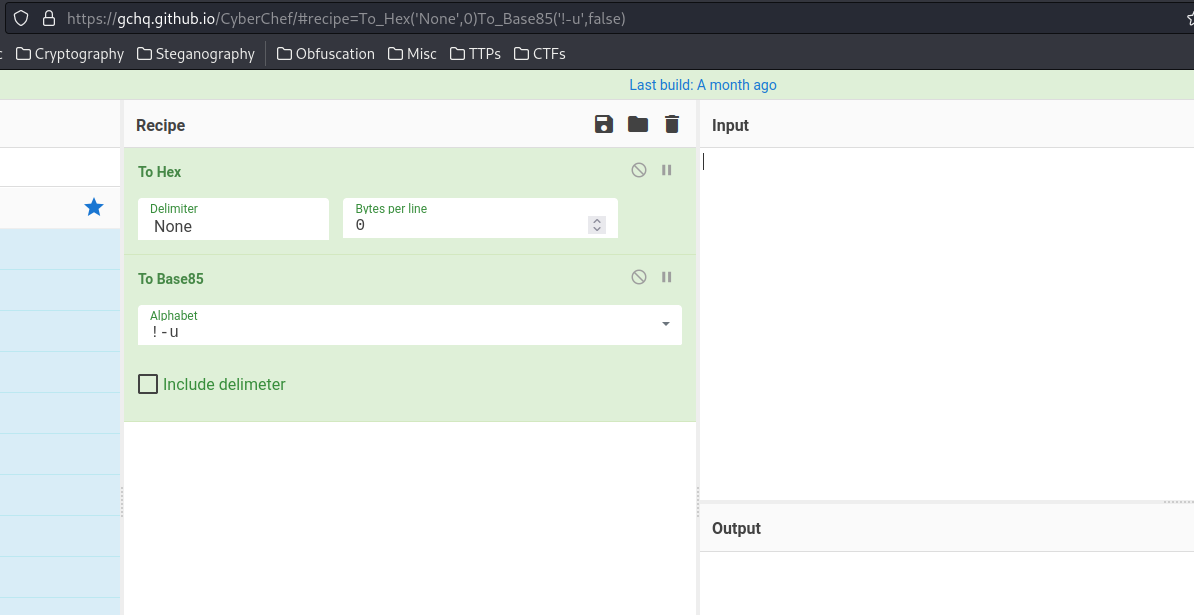 https://gchq.github.io/CyberChef/#recipe=To_Hex('None',0)To_Base85('!-u',false)
Cryptography Steganography Obfuscation Misc TTPs CTFs
Last build: A month ago
Recipe
Input
To Hex
Delimiter
None
Bytes per line
0
To Base85
Alphabet
!-u
Include delimeter
Output